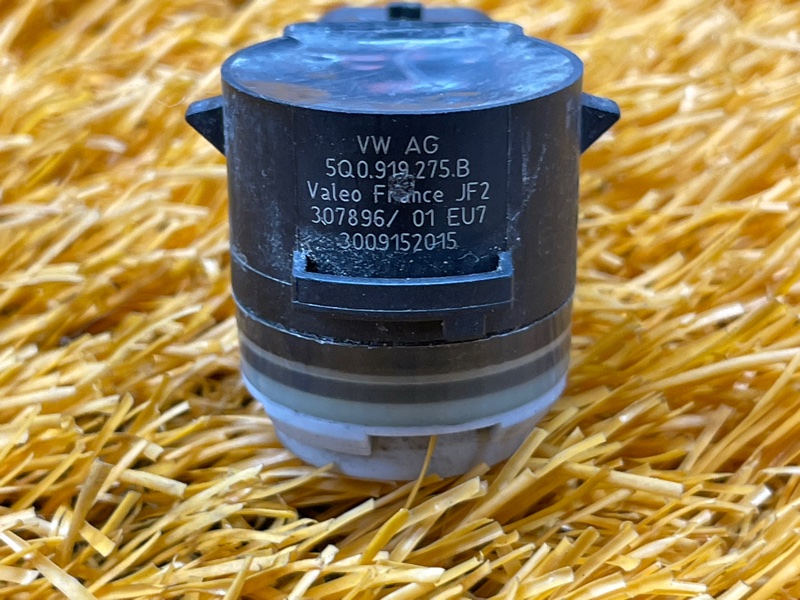 VW AG
5Q0.919.275.B
Valeo France JF2
307896/ 01 EU7
3009152015